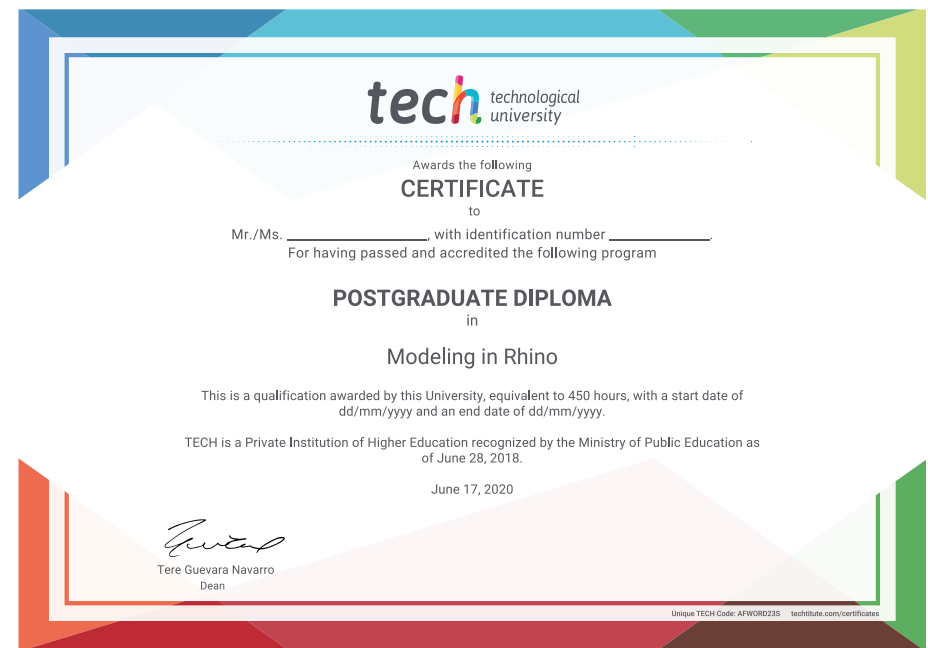 tech technological
university
Awards the following
CERTIFICATE
to
Mr./Ms. ____________________, with identification number ______________.
For having passed and accredited the following program
POSTGRADUATE DIPLOMA
in
Modeling in Rhino
This is a qualification awarded by this University, equivalent to 450 hours, with a start date of
dd/mm/yyyy and an end date of dd/mm/yyyy.
TECH is a Private Institution of Higher Education recognized by the Ministry of Public Education as
of June 28, 2018.
June 17, 2020
Tere Guevara Navarro
Dean
Unique TECH Code: AFWORD23S techtitute.com/certificates